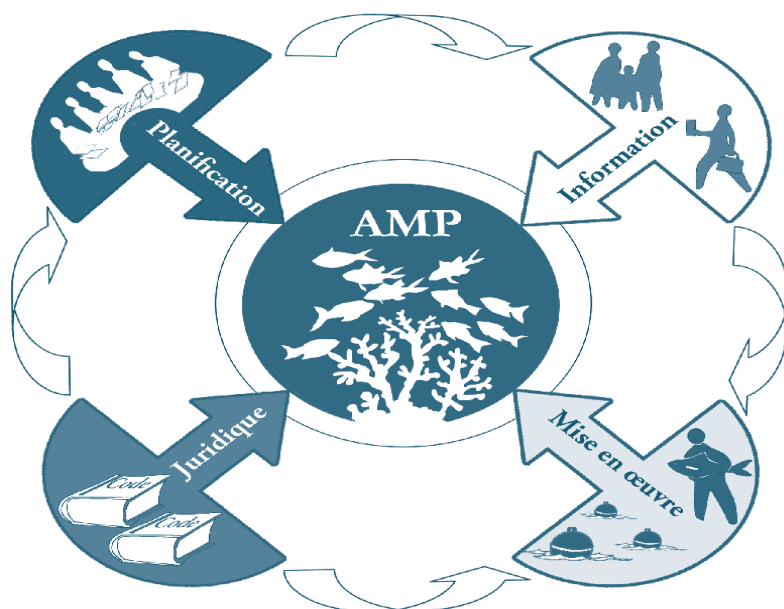 Planification
Information
AMP
Juridique
Code
Code
Mise en œuvre